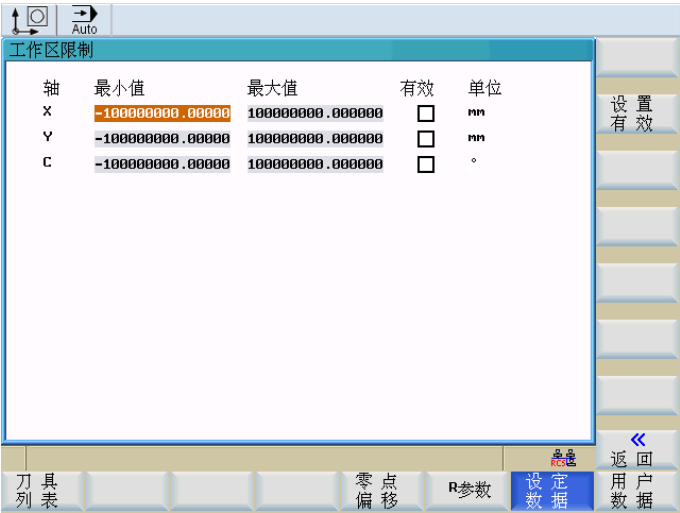 Auto
工作区限制
轴 最小值 最大值 有效 单位
X -100000000.00000 100000000.000000 mm
Y -100000000.00000 100000000.000000 mm
C -100000000.00000 100000000.000000 °
设置
有效
RCS
返回
刀具
列表
零点
偏移
R参数
设定
数据
用户
数据